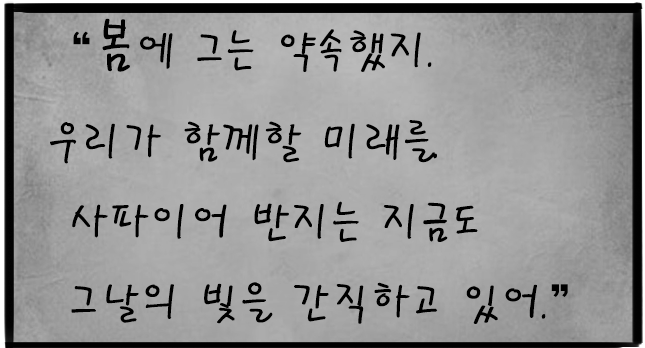 “봄에 그는 약속했지.
우리가 함께할 미래를
사파이어 반지는 지금도
그날의 빛을 간직하고 있어.”